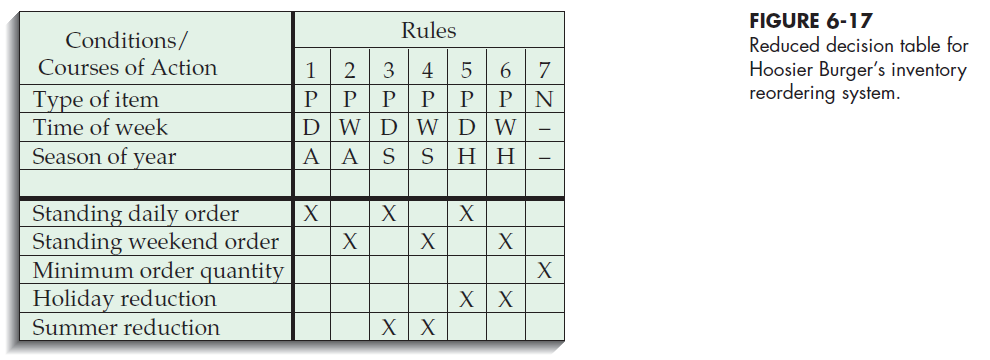 Conditions/
Courses of Action
Rules
1 2 3 4 5 6 7
Type of item P P P P P P N
Time of week D W D W D W –
Season of year A A S S H H –
Standing daily order X X X
Standing weekend order X X X
Minimum order quantity X
Holiday reduction X X
Summer reduction X X
FIGURE 6-17
Reduced decision table for
Hoosier Burger's inventory
reordering system.